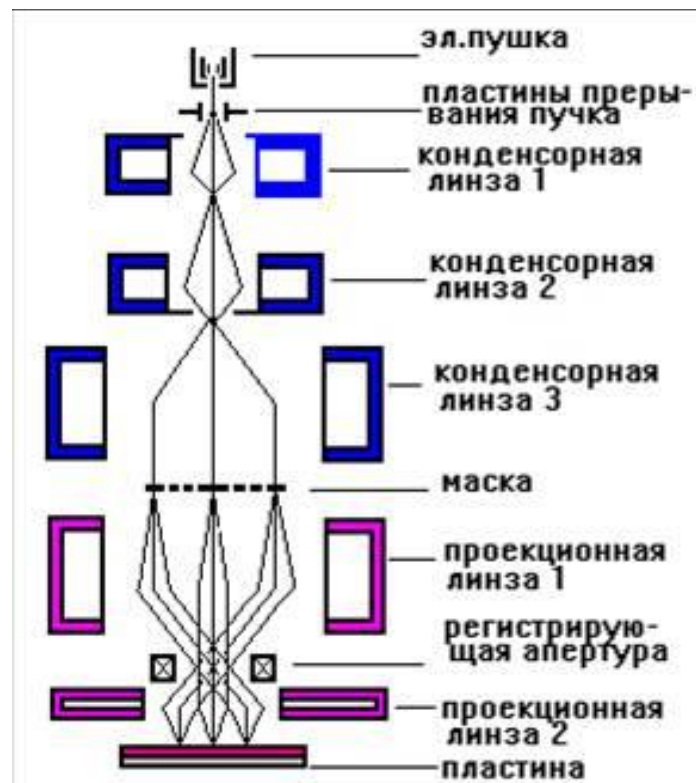 эл.пушка
пластины преры-
вания пучка
конденсорная
линза 1
конденсорная
линза 2
конденсорная
линза 3
маска
проекционная
линза 1
регистрирую-
щая апертура
проекционная
линза 2
пластина